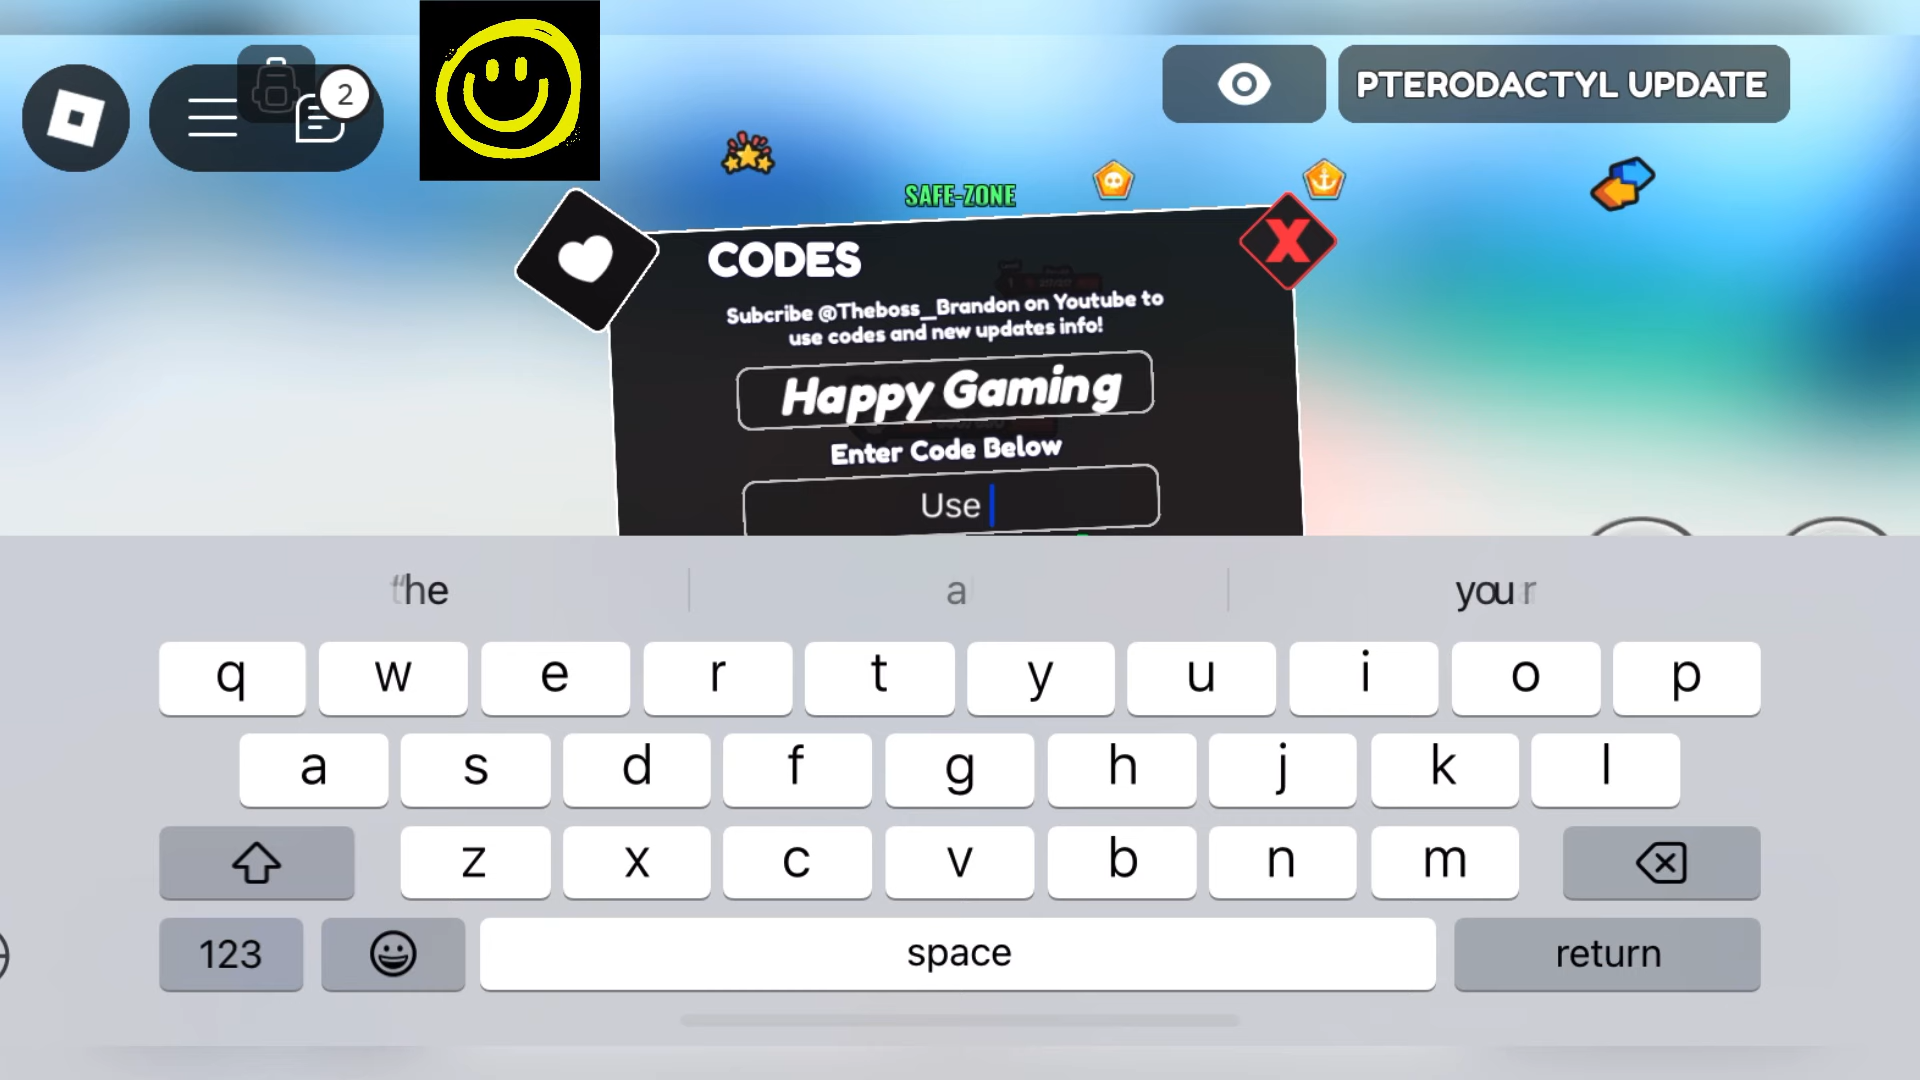 2
PTERODACTYL UPDATE
SAFE-ZONE
CODES
Subcribe @Theboss_Brandon on Youtube to
use codes and new updates info!
Happy Gaming
Enter Code Below
Use
the a your
q w e r t y u i o p
a s d f g h j k l
z x c v b n m
123 space return